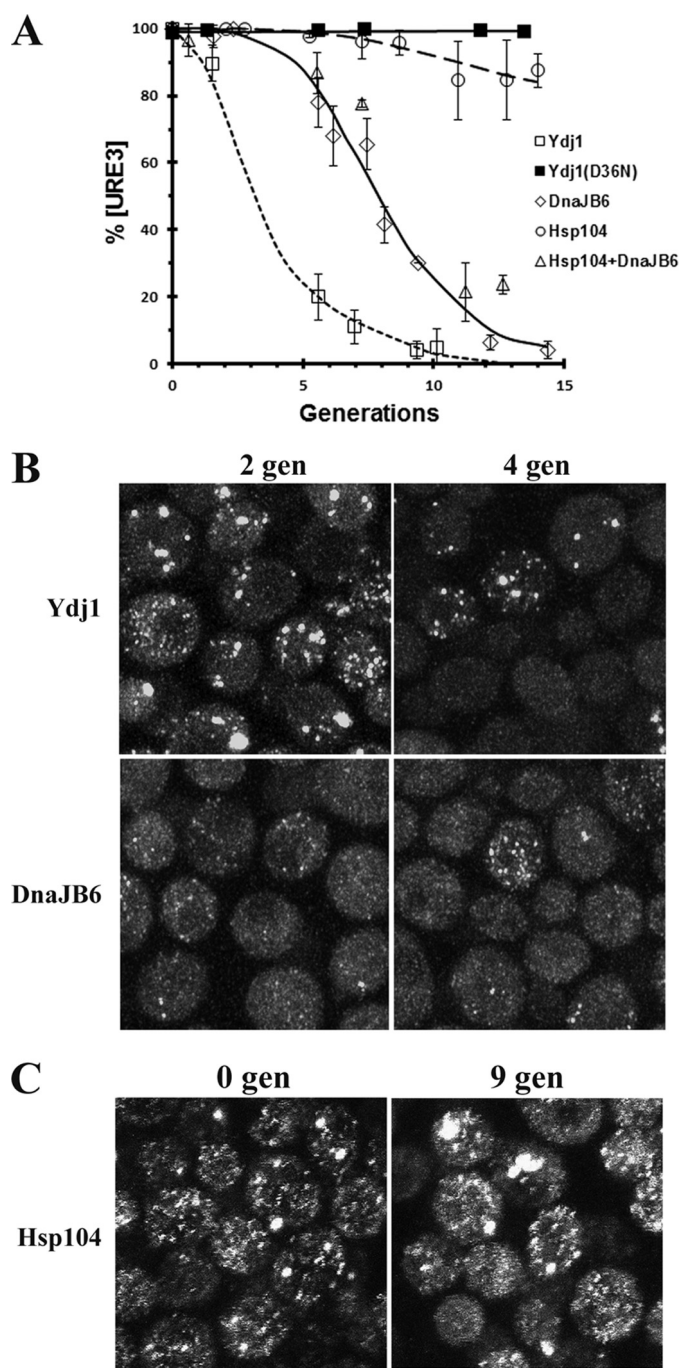 A
100
80
60
40
20
0
% [URE3]
0
5
10
15
Generations
Ydj1
Ydj1(D36N)
DnaJB6
Hsp104
Hsp104+DnaJB6
B
2 gen
4 gen
Ydj1
DnaJB6
C
0 gen
9 gen
Hsp104